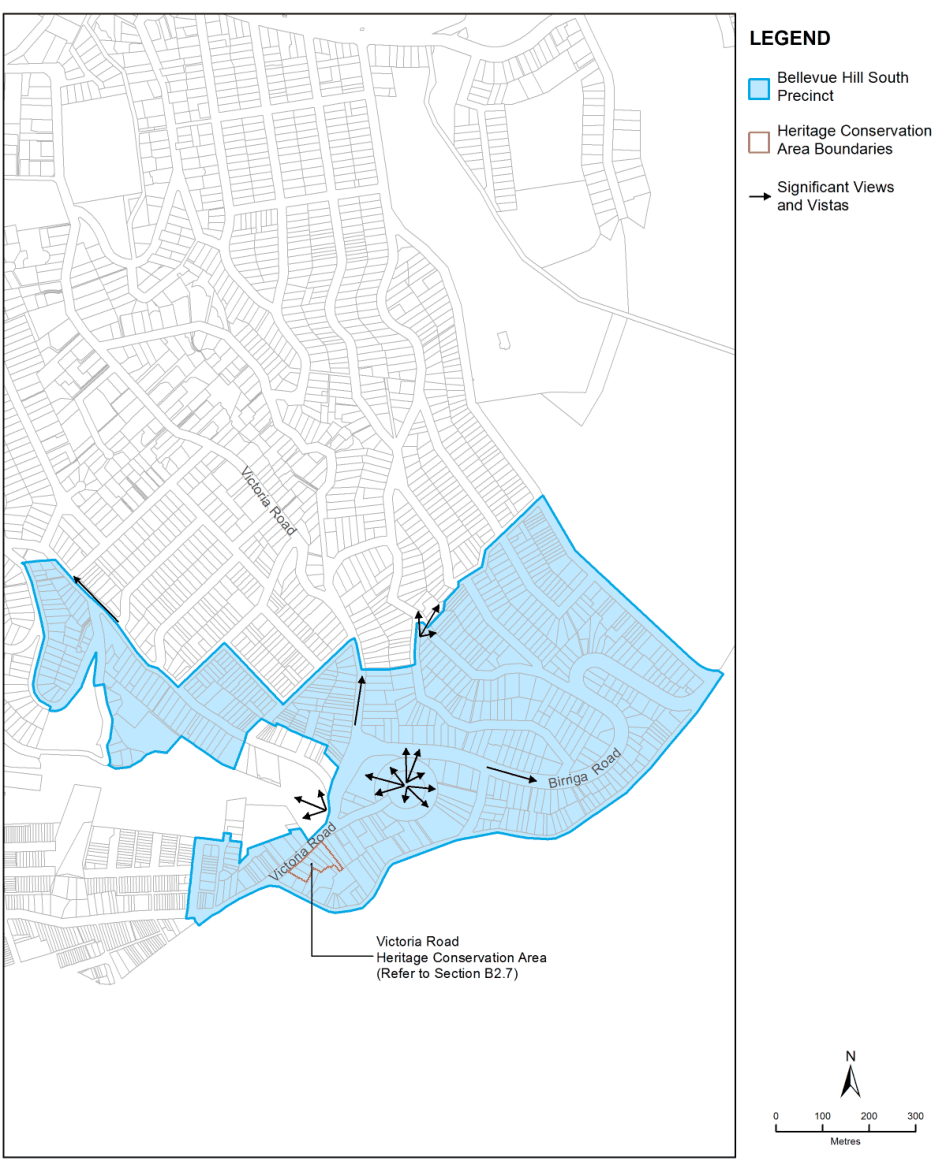 LEGEND
Bellevue Hill South
Precinct
Heritage Conservation
Area Boundaries
Significant Views
and Vistas
Victoria Road
Birriga Road
Victoria Road
Victoria Road
Heritage Conservation Area
(Refer to Section B2.7)
N
0 100 200 300
Metres